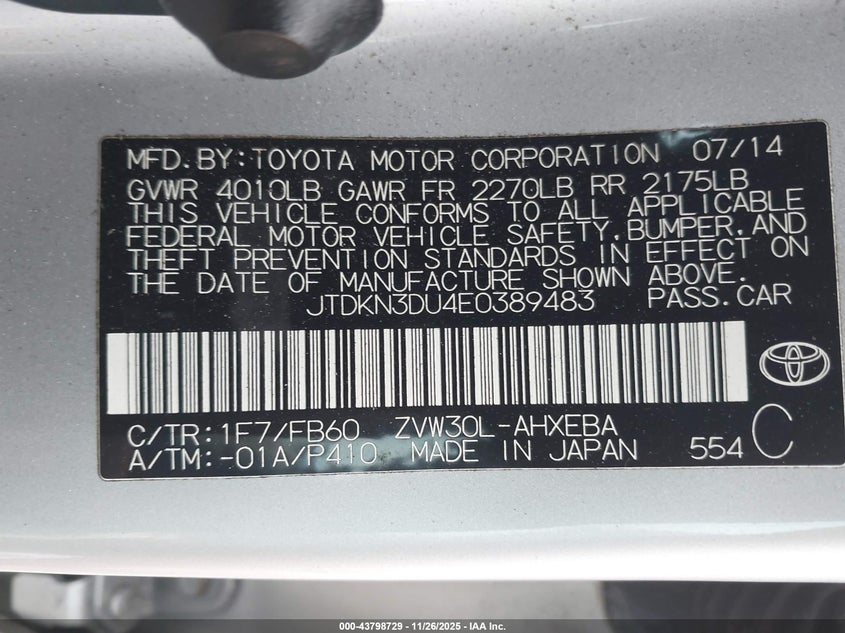 MFD.BY:TOYOTA MOTOR CORPORATION 07/14
GVWR 4010LB GAWR FR 2270LB RR 2175LB
THIS VEHICLE CONFORMS TO ALL APPLICABLE
FEDERAL MOTOR VEHICLE SAFETY,BUMPER,AND
THEFT PREVENTION STANDARDS IN EFFECT ON
THE DATE OF MANUFACTURE SHOWN ABOVE.
JTDKN3DU4E0389483 PASS.CAR
C/TR:1F7/FB60 ZVW30L-AHXEBA
A/TM:-01A/P410 MADE IN JAPAN 554 C
000-43798729 - 11/26/2025 - IAA Inc.